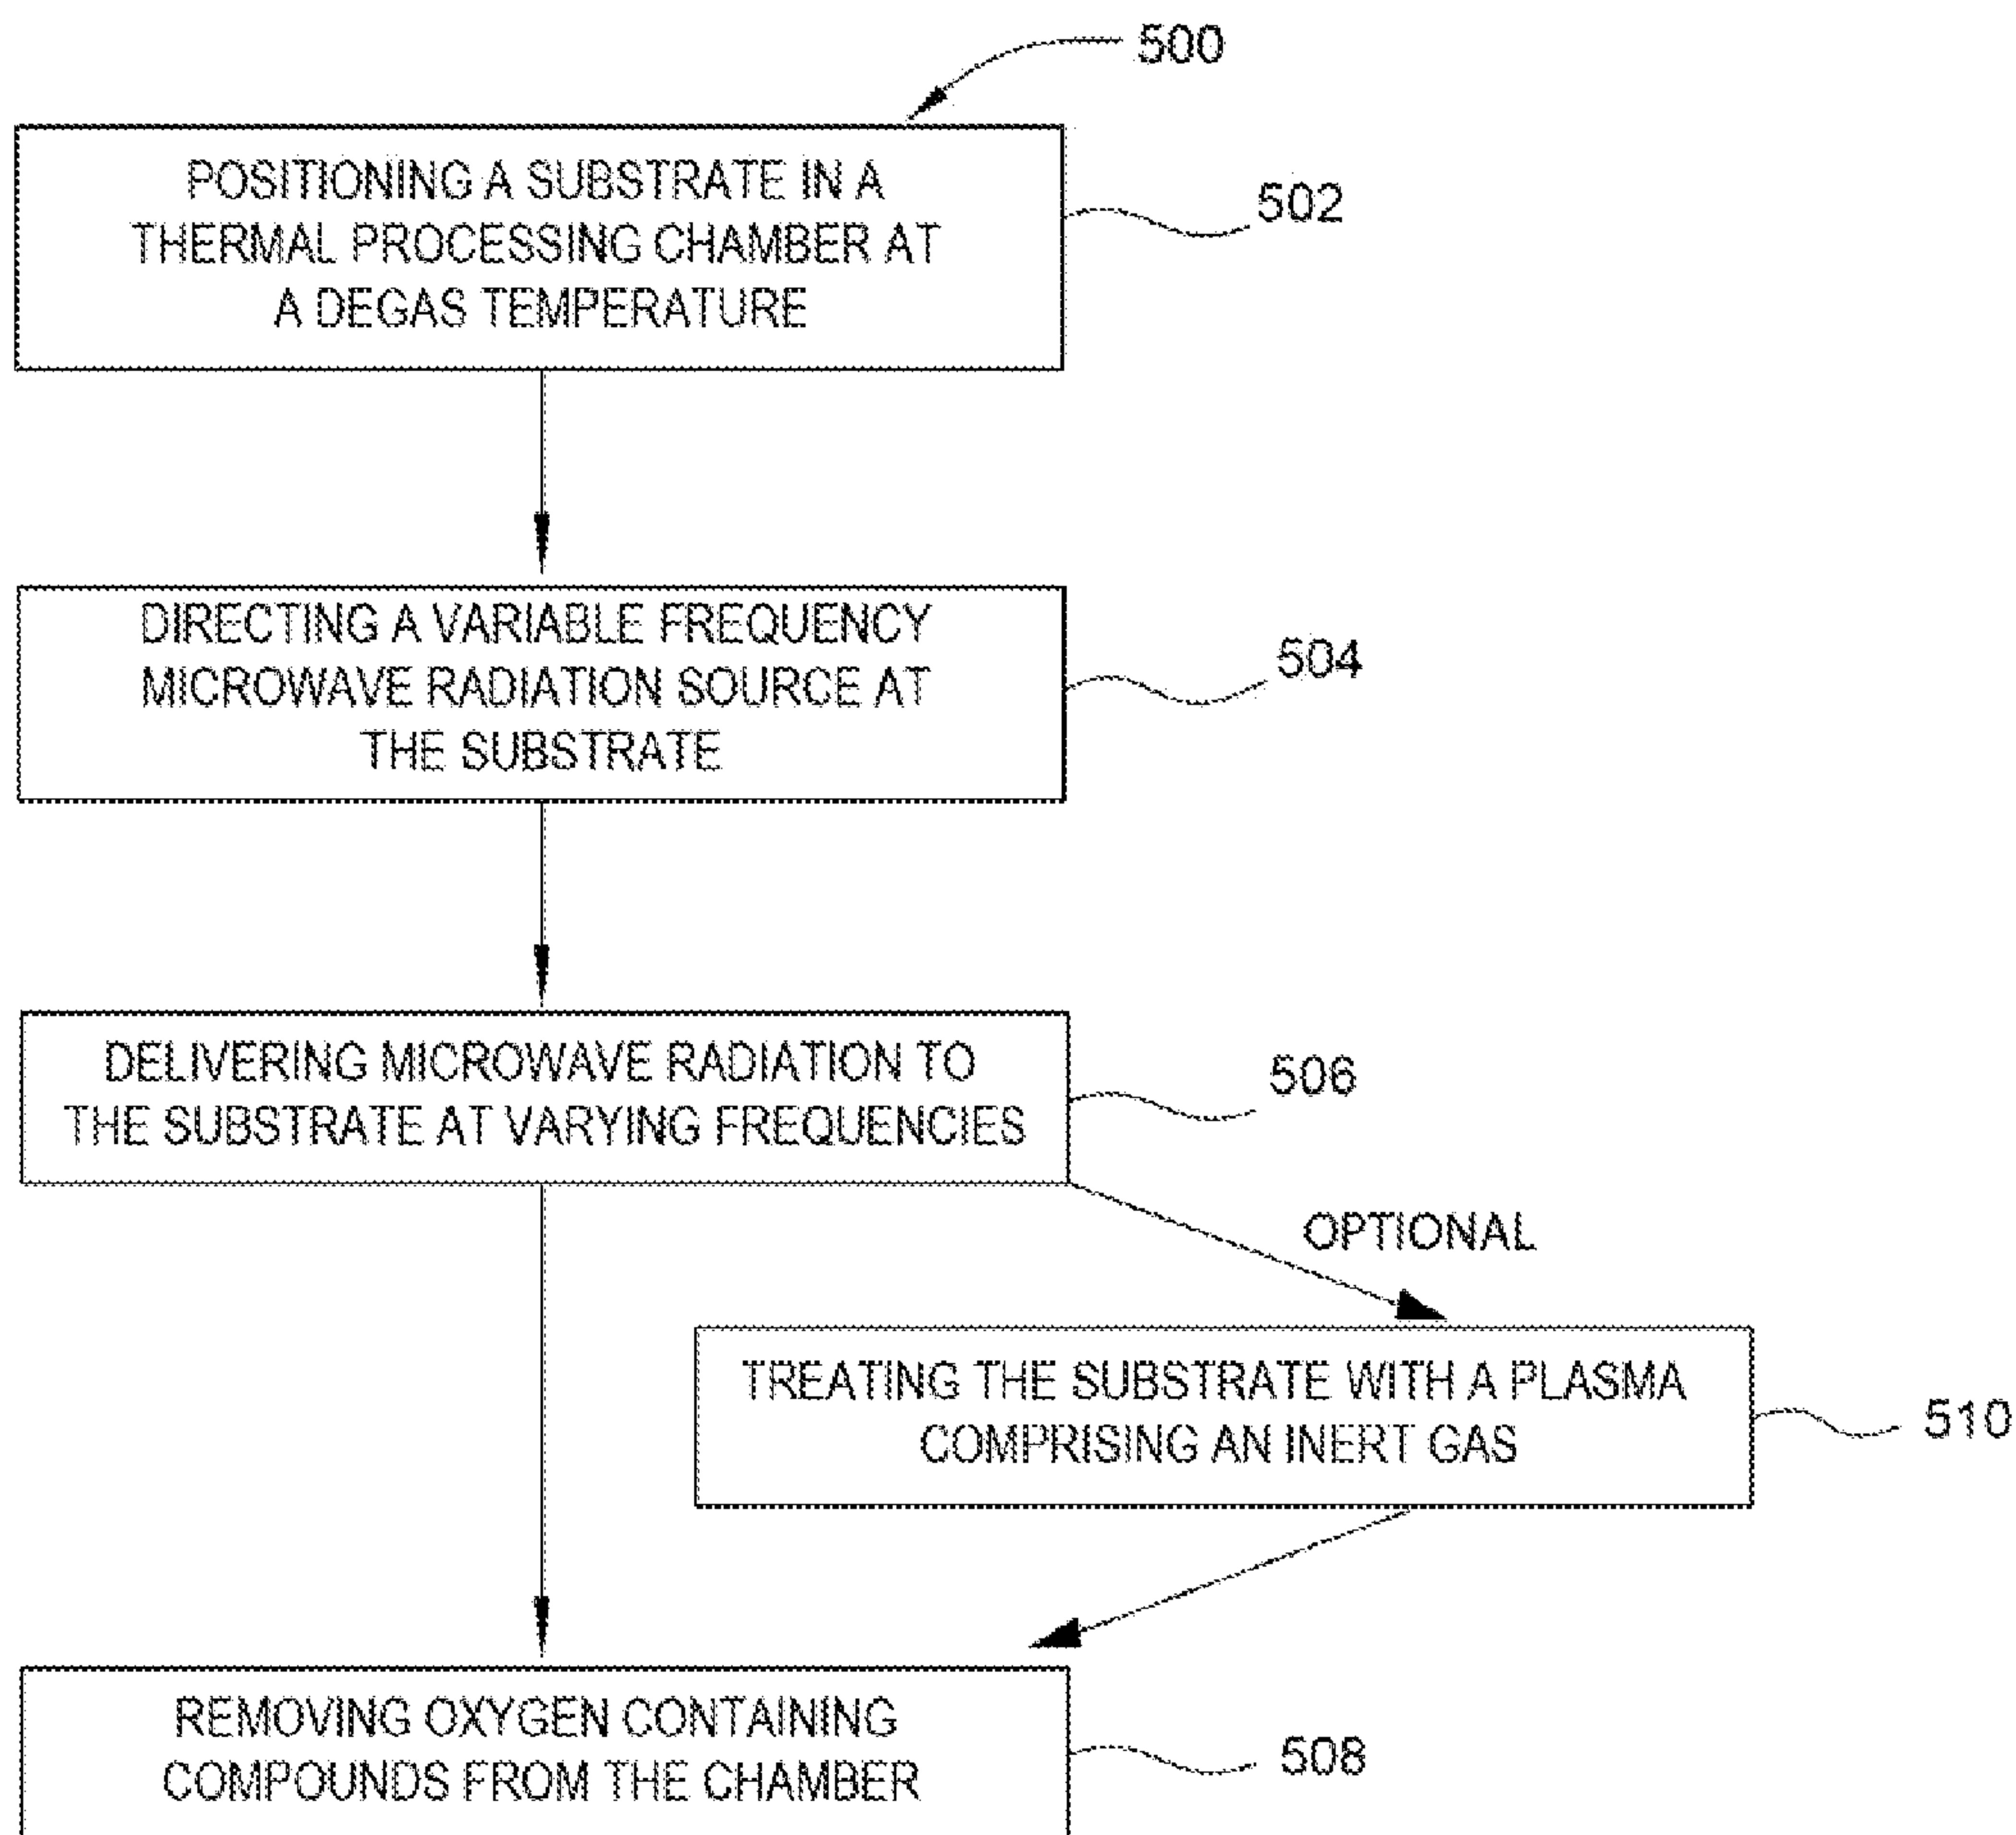 500
POSITIONING A SUBSTRATE IN A
THERMAL PROCESSING CHAMBER AT
A DEGAS TEMPERATURE
502
DIRECTING A VARIABLE FREQUENCY
MICROWAVE RADIATION SOURCE AT
THE SUBSTRATE
504
DELIVERING MICROWAVE RADIATION TO
THE SUBSTRATE AT VARYING FREQUENCIES
506
OPTIONAL
TREATING THE SUBSTRATE WITH A PLASMA
COMPRISING AN INERT GAS
510
REMOVING OXYGEN CONTAINING
COMPOUNDS FROM THE CHAMBER
508